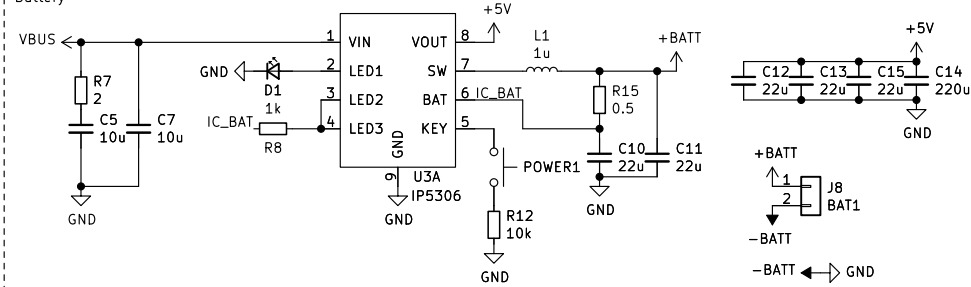 Battery
VBUS
R7
2
C5
10u
C7
10u
GND
GND
D1
1k
IC_BAT
R8
1 VIN
2 LED1
3 LED2
4 LED3
VOUT 8
SW 7
BAT 6
KEY 5
GND
9
U3A
IP5306
GND
+5V
L1
1u
+BATT
IC_BAT
R15
0.5
C10
22u
C11
22u
GND
POWER1
R12
10k
GND
+5V
C12
22u
C13
22u
C15
22u
C14
220u
GND
+BATT
1
2
J8
BAT1
-BATT
-BATT GND